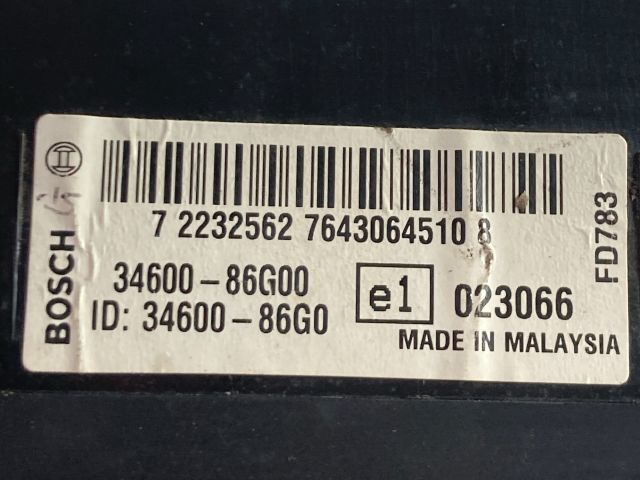 BOSCH
7 2232562 7643064510 8
34600-86G00
ID: 34600-86G0
e1 023066
MADE IN MALAYSIA
FD783